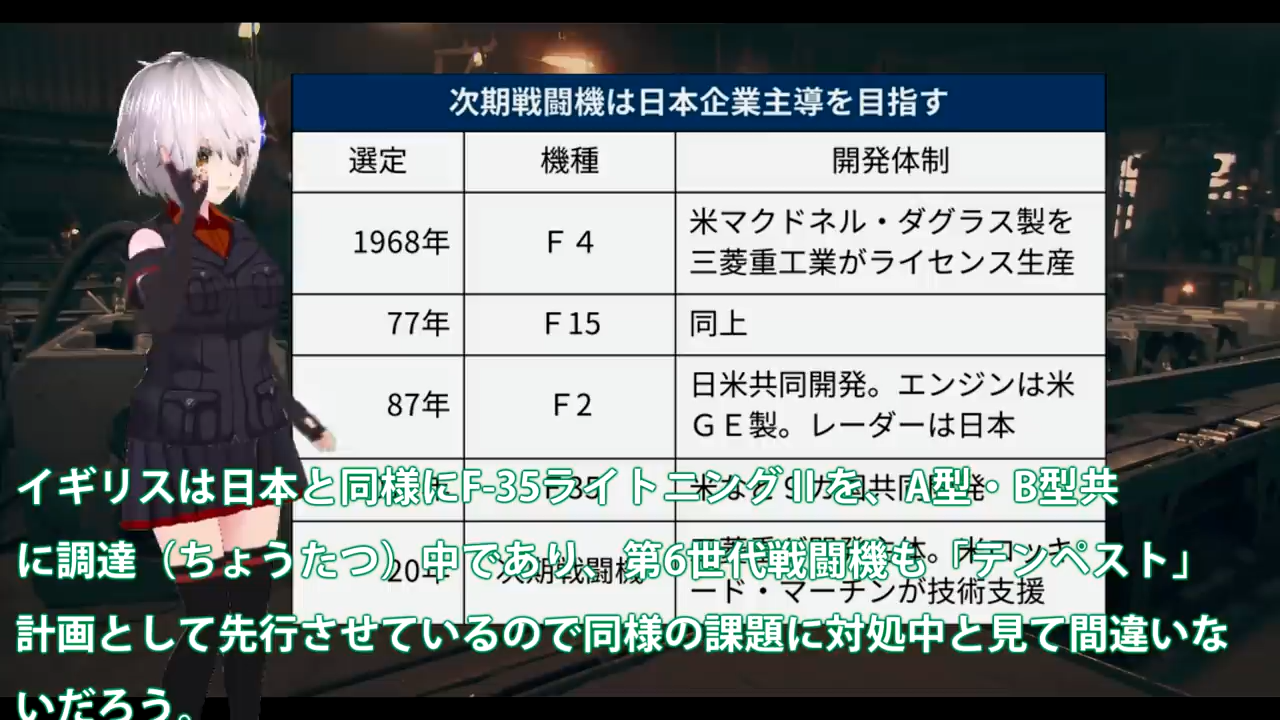 次期戦闘機は日本企業主導を目指す
選定 機種 開発体制
1968年 F4 米マクドネル・ダグラス製を
三菱重工業がライセンス生産
77年 F15 同上
87年 F2 日米共同開発。エンジンは米
GE製。レーダーは日本
20年 次期戦闘機
ード・マーチンが技術支援
イギリスは日本と同様にF-35ライトニングIIを、A型・B型共
に調達(ちょうたつ)中であり、第6世代戦闘機も「テンペスト」
計画として先行させているので同様の課題に対処中と見て間違いな
いだろう。